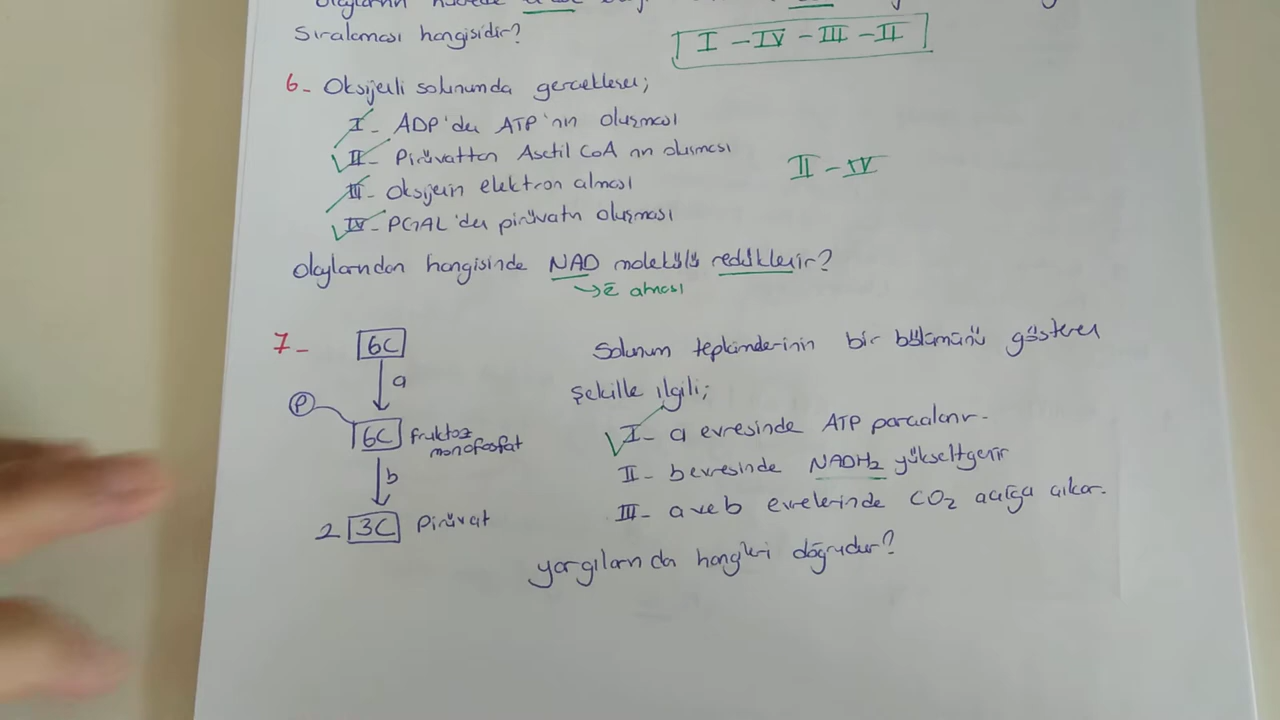 Sıralaması hangisidir?
I - IV - III - II
6- Oksijenli solunumda gerçekleşen;
I- ADP'den ATP'nin oluşması
II- Pirüvattan Asetil CoA nın oluşması
III- Oksijenin elektron alması
IV- PGAL'den pirüvatın oluşması
II - IV
olaylarından hangisinde NAD molekülü redüklenir?
→ē alması
7-
6C
a
P
6C fruktoz
monofosfat
b
2 3C Pirüvat
Solunum tepkimelerinin bir bölümünü gösteren
şekille ilgili;
I- a evresinde ATP parçalanır.
II- b evresinde NADH2 yükseltgenir
III- a ve b evrelerinde CO2 açığa çıkar.
yargılarından hangileri doğrudur?